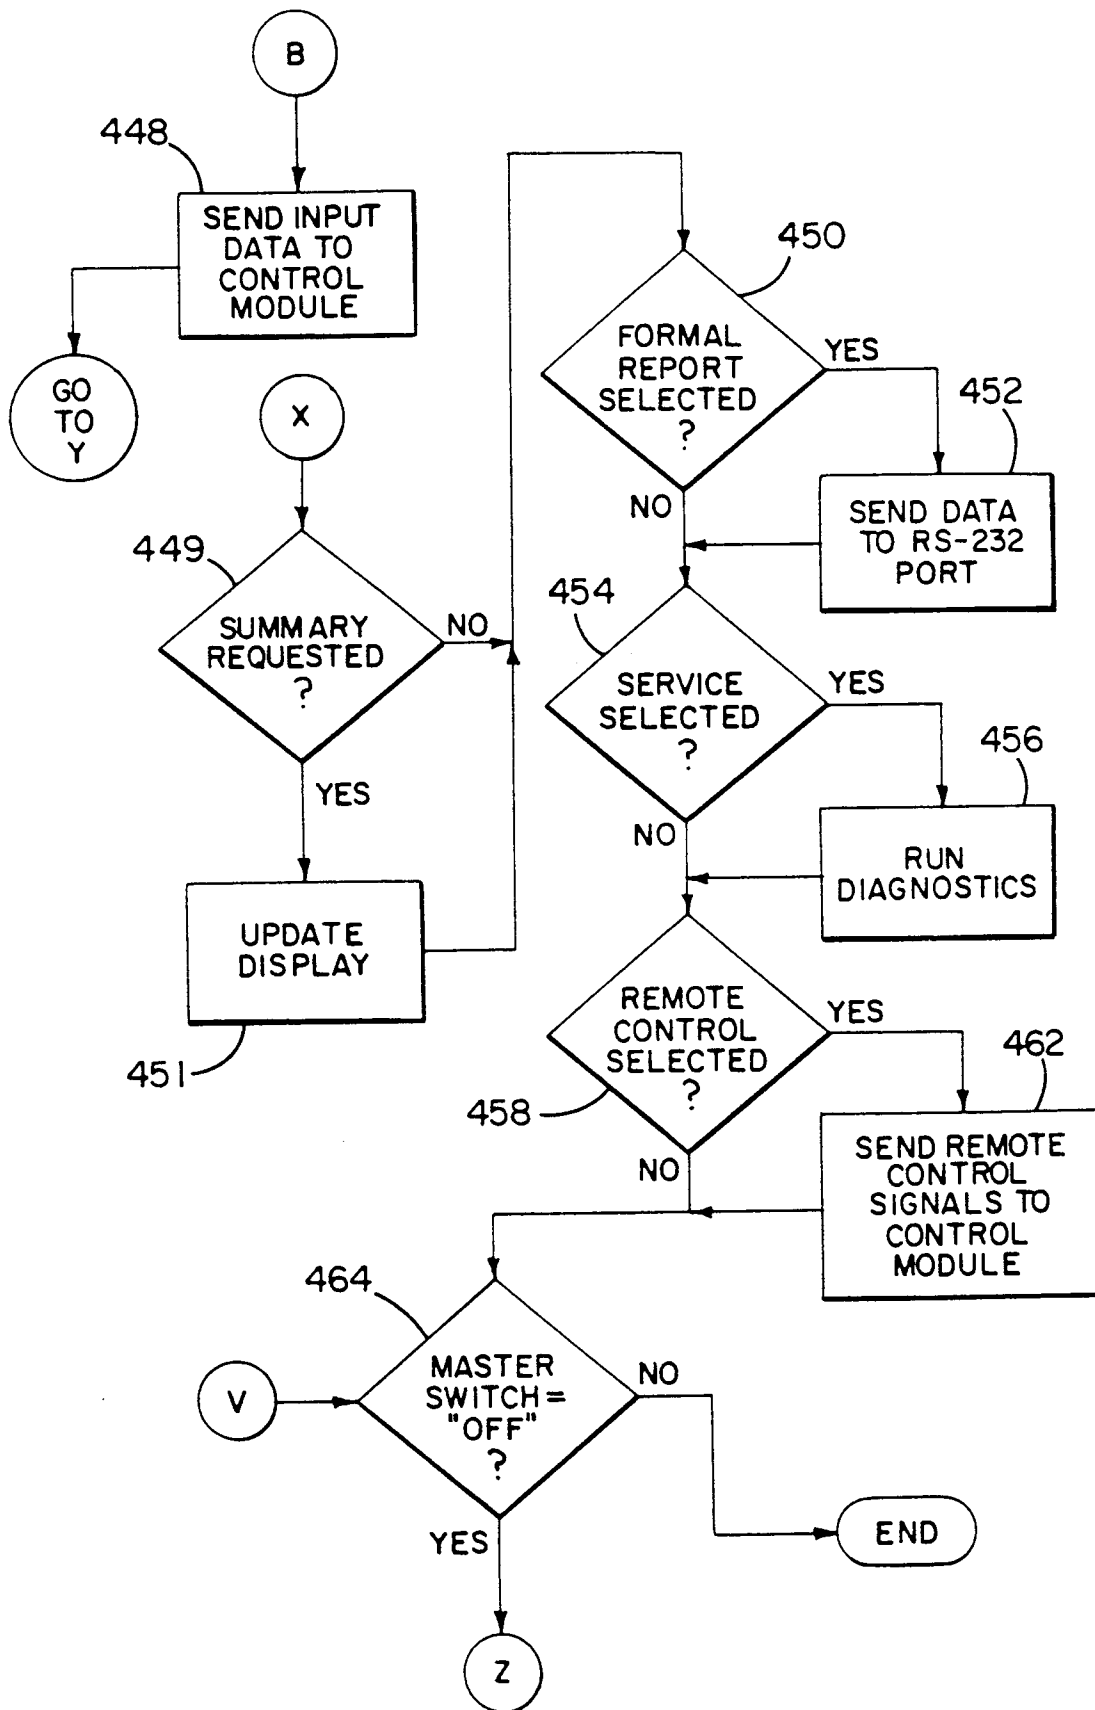 B
448
SEND INPUT
DATA TO
CONTROL
MODULE
GO
TO
Y
X
449
SUMMARY
REQUESTED
?
NO
YES
UPDATE
DISPLAY
451
450
FORMAL
REPORT
SELECTED
?
YES
NO
452
SEND DATA
TO RS-232
PORT
454
SERVICE
SELECTED
?
YES
NO
456
RUN
DIAGNOSTICS
REMOTE
CONTROL
SELECTED
?
458
YES
NO
462
SEND REMOTE
CONTROL
SIGNALS TO
CONTROL
MODULE
464
V
MASTER
SWITCH =
"OFF"
?
NO
YES
END
Z